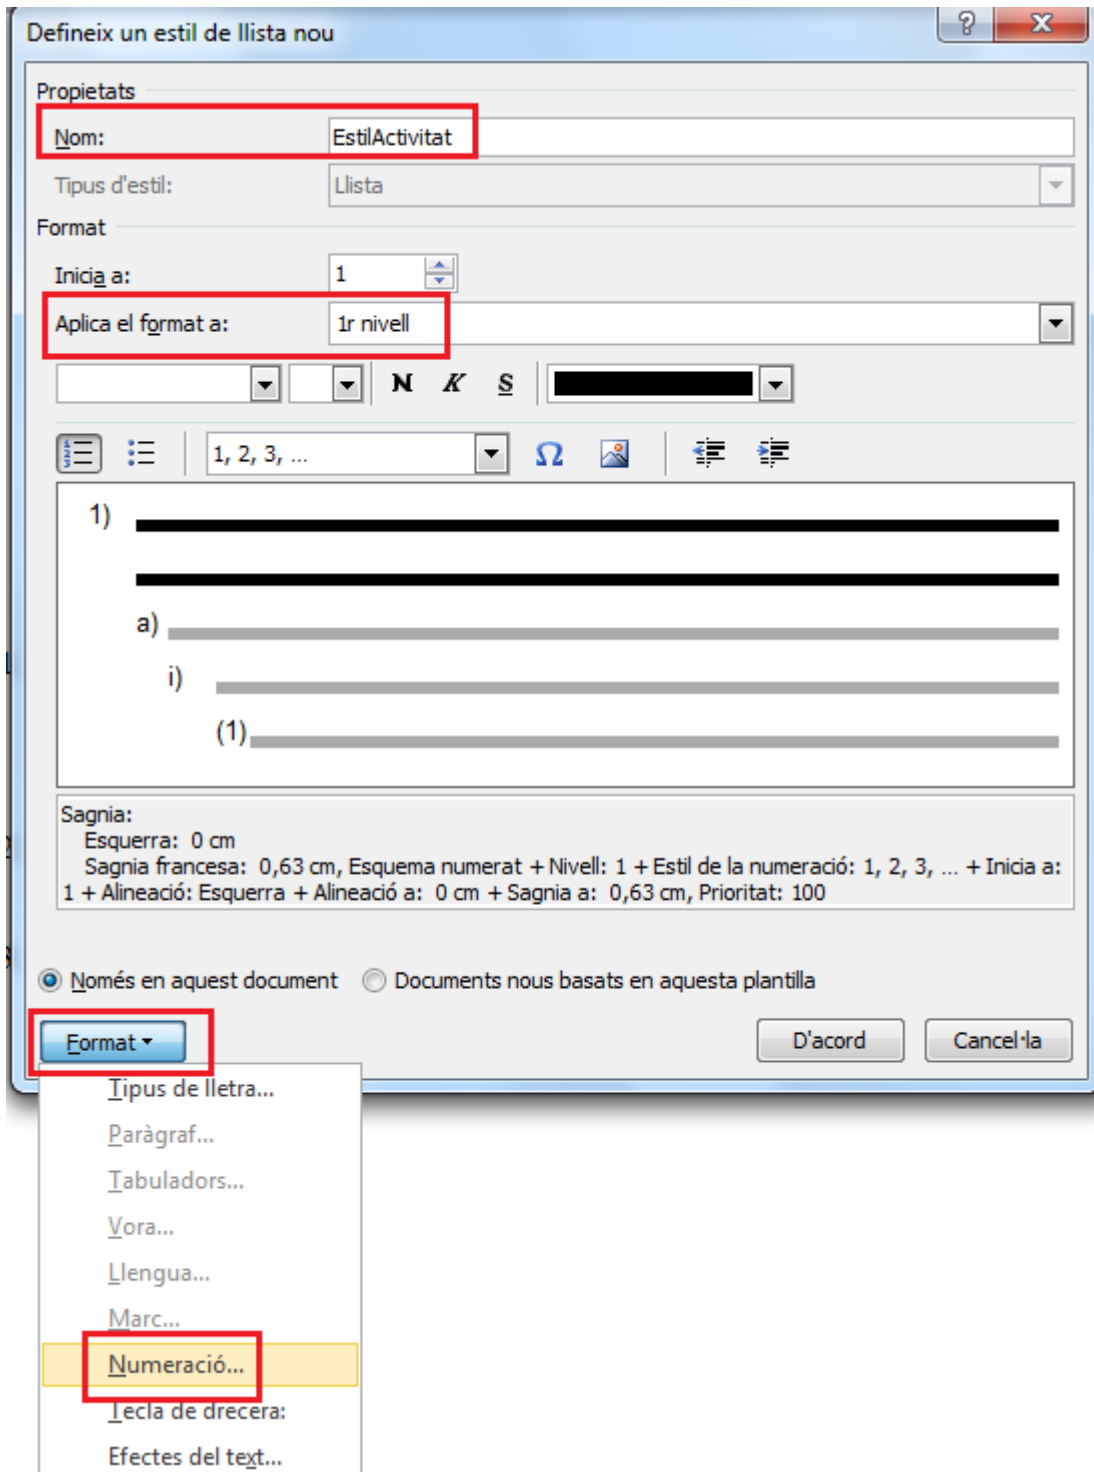 Defineix un estil de llista nou
Propietats
Nom: EstilActivitat
Tipus d'estil: Llista
Format
Inicia a: 1
Aplica el format a: 1r nivell
N K S
1, 2, 3, ... Ω
1)
a)
i)
(1)
Sagnia:
Esquerra: 0 cm
Sagnia francesa: 0,63 cm, Esquema numerat + Nivell: 1 + Estil de la numeració: 1, 2, 3, ... + Inicia a:
1 + Alineació: Esquerra + Alineació a: 0 cm + Sagnia a: 0,63 cm, Prioritat: 100
Només en aquest document Documents nous basats en aquesta plantilla
Format D'acord Cancel·la
Tipus de lletra...
Paràgraf...
Tabuladors...
Vora...
Llengua...
Marc...
Numeració...
Tecla de drecera:
Efectes del text...